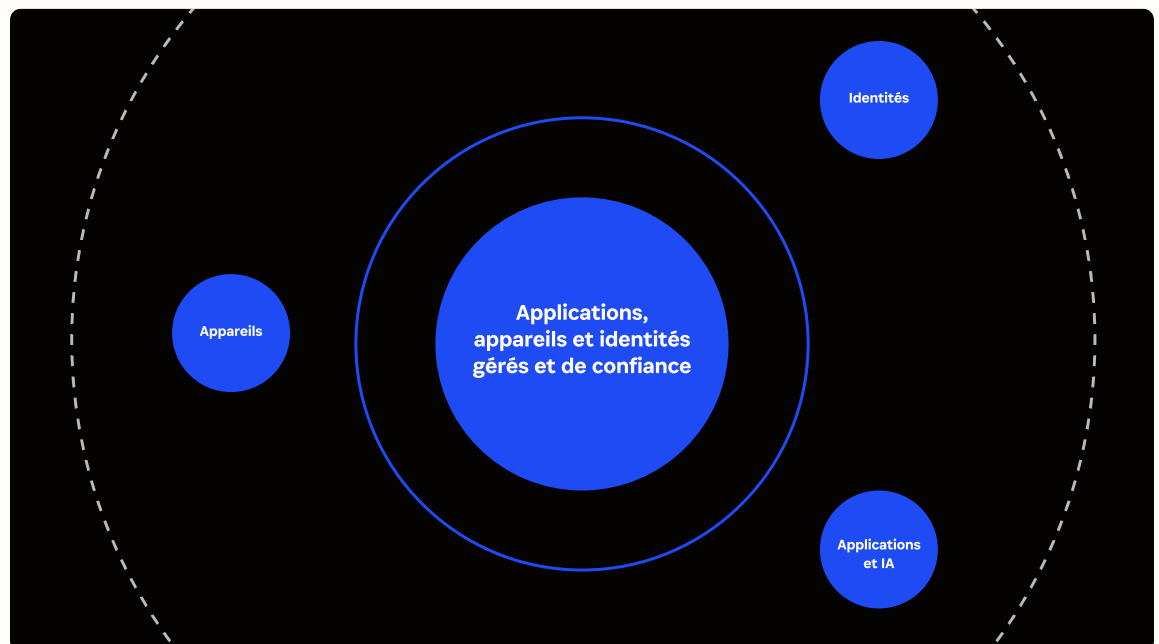 Identités
Applications,
appareils et identités
gérés et de confiance
Appareils
Applications
et IA